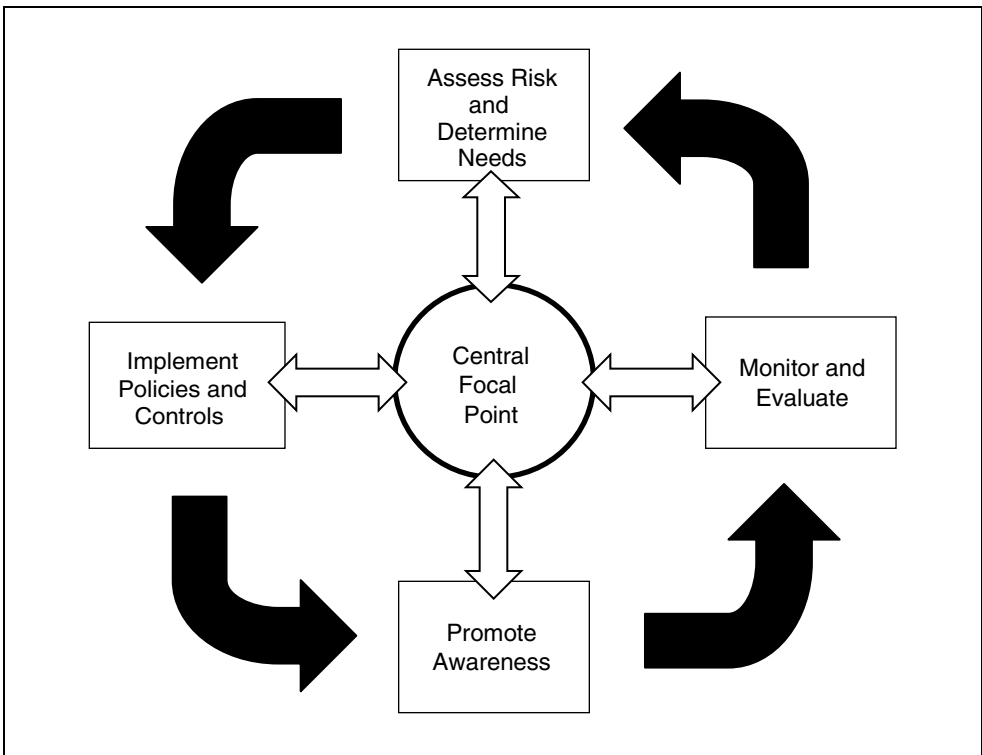 Assess Risk
and
Determine
Needs
Implement
Policies and
Controls
Central
Focal
Point
Monitor and
Evaluate
Promote
Awareness